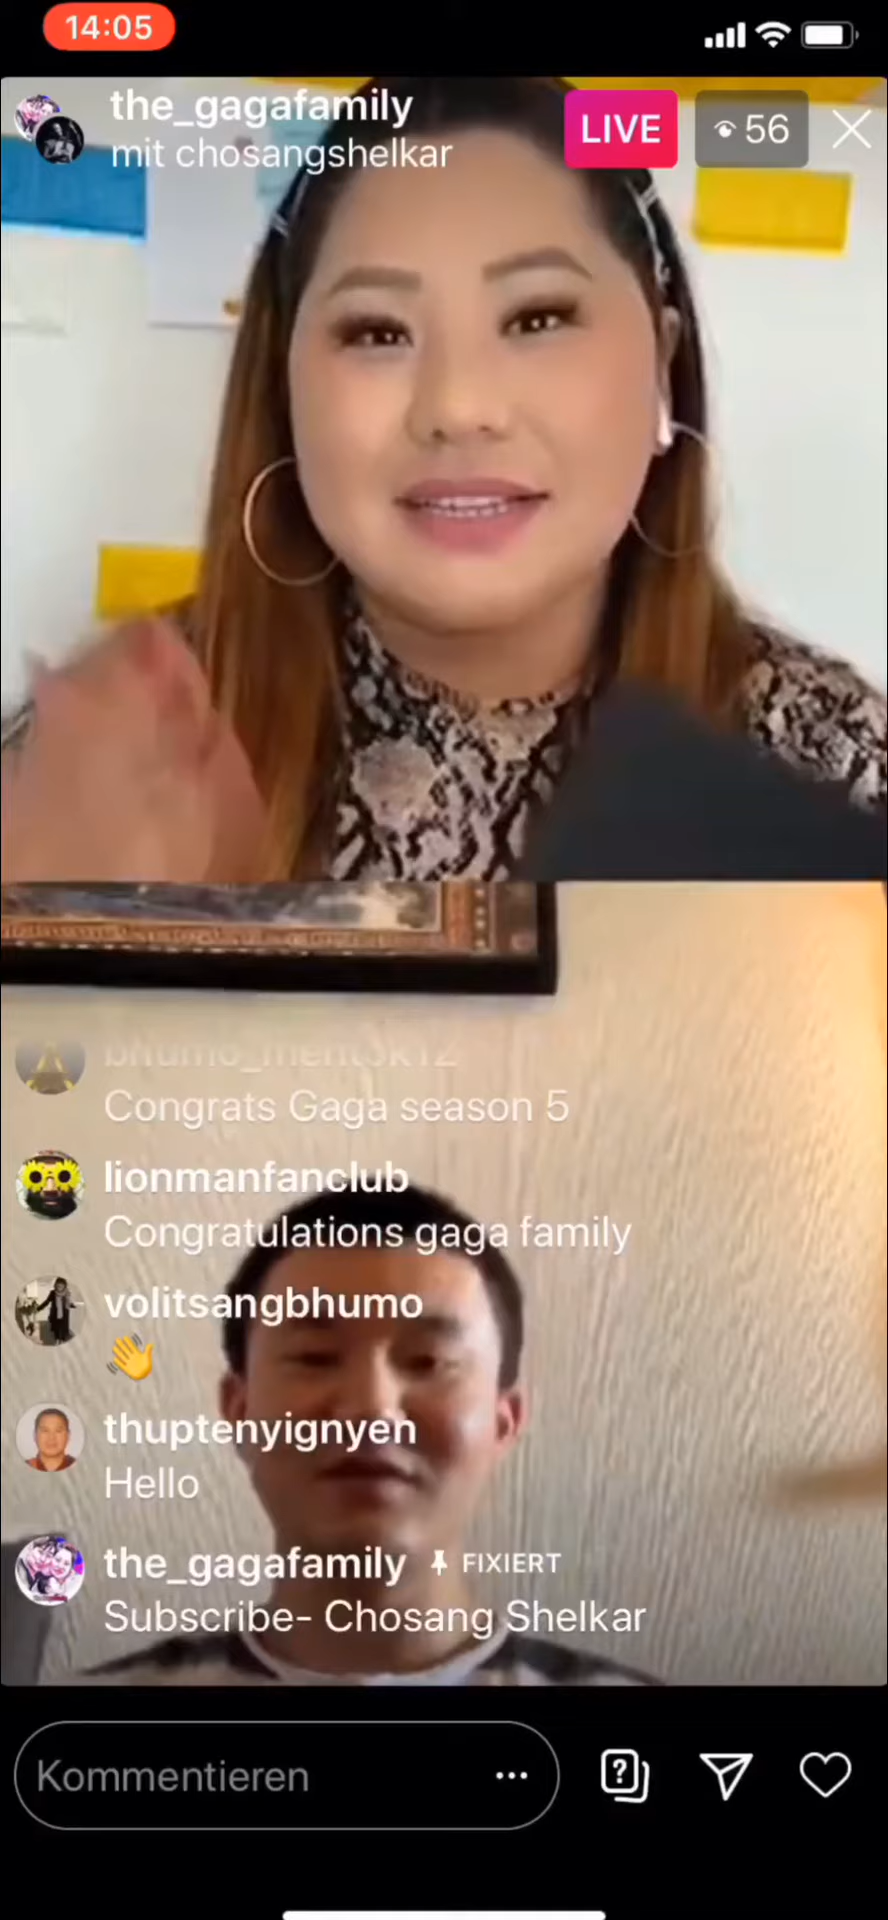 14:05
the_gagafamily
LIVE
56
mit chosangshelkar
Congrats Gaga season 5
lionmanfanclub
Congratulations gaga family
volitsangbhumo
👋
thuptenyignyen
Hello
the_gagafamily FIXIERT
Subscribe- Chosang Shelkar
Kommentieren